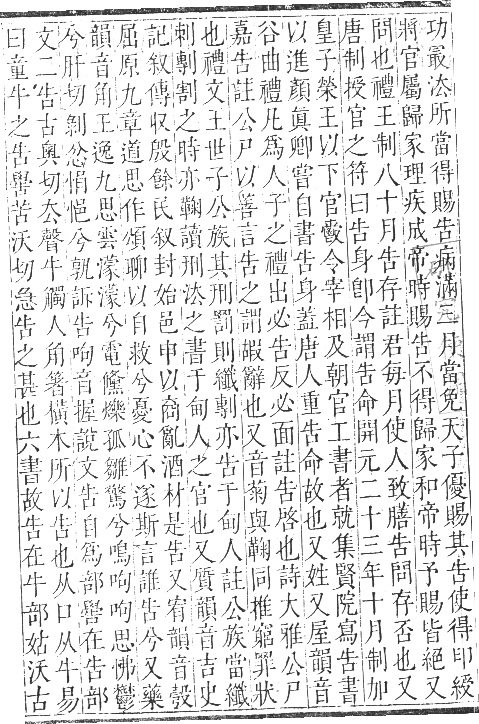 功最法所當得賜告病滿三月當免天子優賜其告使得印綬
將官屬歸家理疾成帝時賜告不得歸家和帝時予賜皆絕又
問也禮王制八十月告存註君每月使人致膳告問存否也又
唐制授官之符曰告身卽今謂告命開元二十三年十月制加
皇子榮王以下官爵令宰相及朝官工書者就集賢院寫告書
以進顏眞卿嘗自書告身蓋唐人重告命故也又姓又屋韻音
谷曲禮凡爲人子之禮出必告反必面註告啓也詩大雅公尸
嘉告註公尸以善言告之謂嘏辭也又音菊與鞠同推窮罪狀
也禮文王世子公族其刑罰則纖剸亦告于甸人註公族當纖
刺剸割之時亦鞠讀刑法之書于甸人之官也又質韻音吉史
記叙傳收殷餘民叙封始邑申以商亂酒材是告又宥韻音彀
屈原九章道思作頌聊以自救兮憂心不遂斯言誰告兮又藥
韻音角王逸九思雲濛濛兮電儵爍孤雛驚兮鳴呴呴思怫鬱
兮肝切剝忿悁悒兮孰訴告呴音握說文告自爲部嚳在告部
文二告古奧切去聲牛觸人角箸橫木所以告也从口从牛易
曰童牛之告嚳苦沃切急告之甚也六書故告在牛部姑沃古